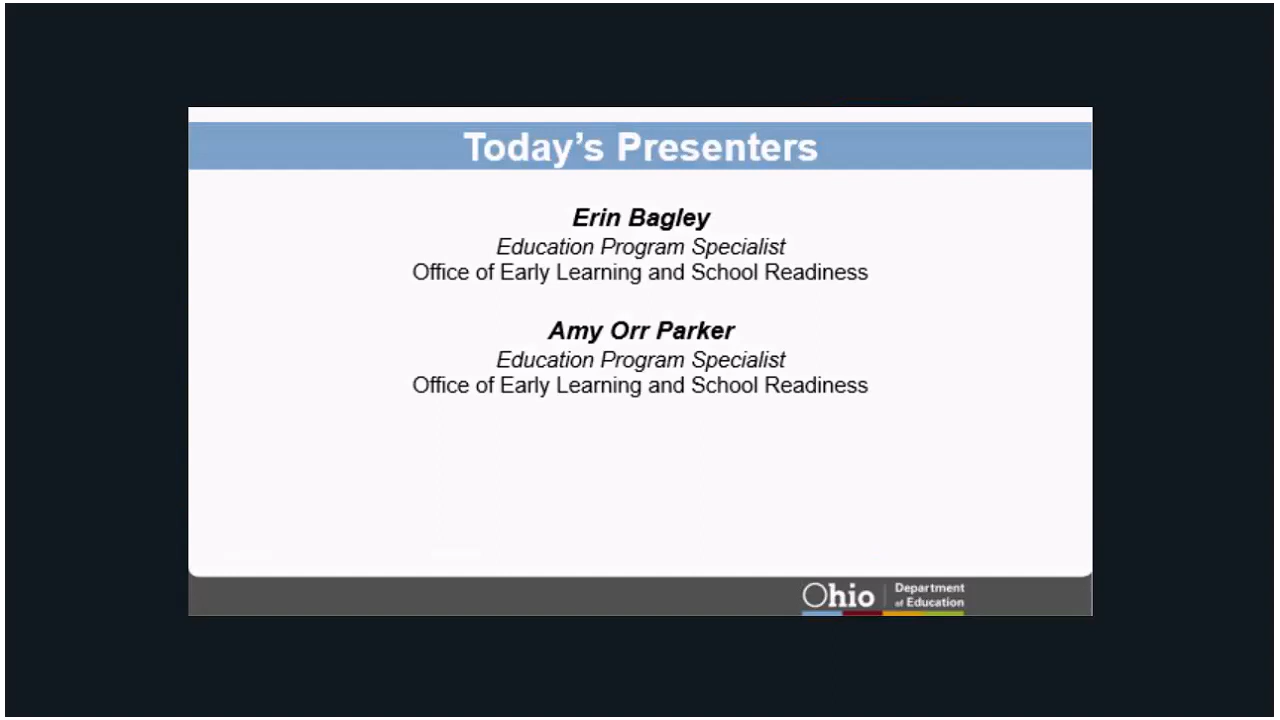 Today's Presenters
Erin Bagley
Education Program Specialist
Office of Early Learning and School Readiness
Amy Orr Parker
Education Program Specialist
Office of Early Learning and School Readiness
Ohio
Department
of Education